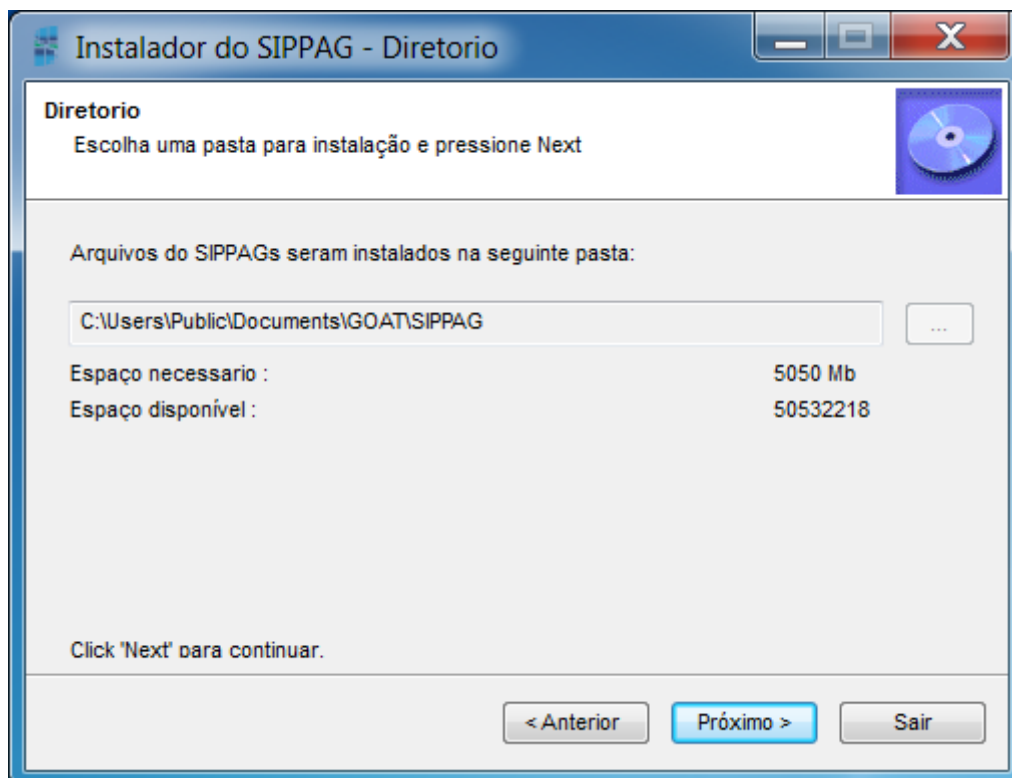 Instalador do SIPPAG - Diretorio
Diretorio
Escolha uma pasta para instalação e pressione Next
Arquivos do SIPPAGs seram instalados na seguinte pasta:
C:\Users\Public\Documents\GOAT\SIPPAG
...
Espaço necessario : 5050 Mb
Espaço disponível : 50532218
Click 'Next' para continuar.
< Anterior Próximo > Sair